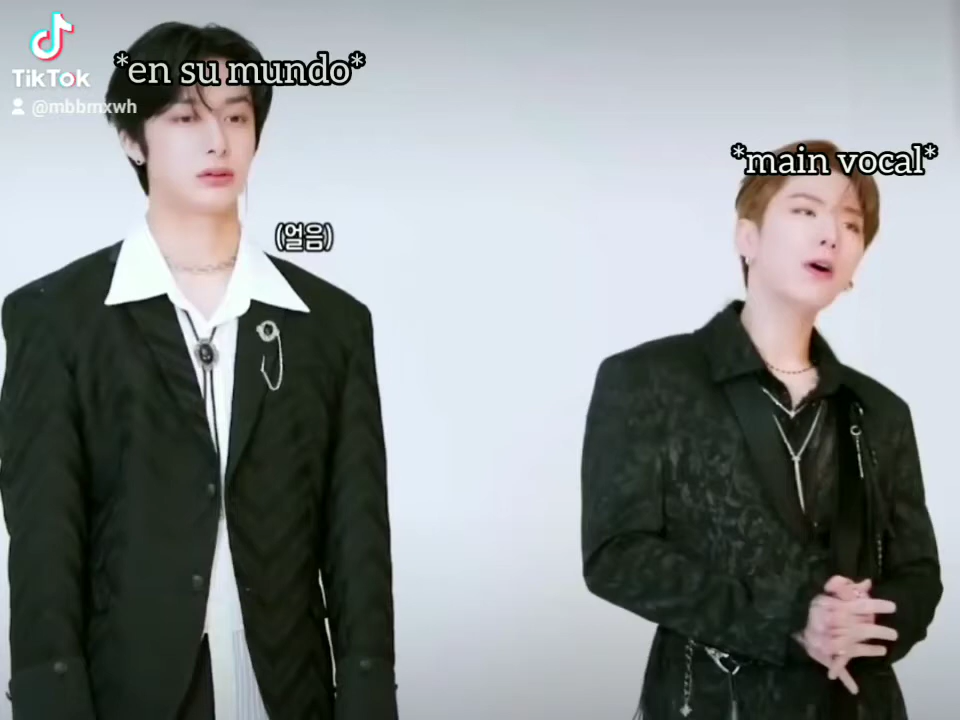 TikTok
@mbbmxwh
*en su mundo*
*main vocal*
(얼음)